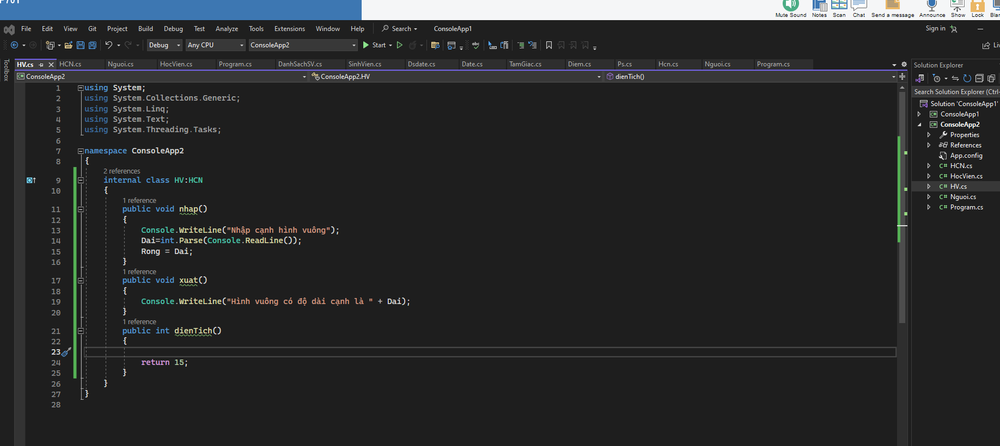 Mute Sound Notes Scan Chat Send a message Announce Show Lock
File Edit View Git Project Build Debug Test Analyze Tools Extensions Window Help Search ConsoleApp1 Sign in
Debug Any CPU ConsoleApp2 Start
Toolbox
HV.cs HCN.cs Nguoi.cs HocVien.cs Program.cs DanhSachSV.cs SinhVien.cs Dsdate.cs Date.cs TamGiac.cs Diem.cs Ps.cs Hcn.cs Nguoi.cs Program.cs
ConsoleApp2 ConsoleApp2.HV dienTich()
1 using System;
2 using System.Collections.Generic;
3 using System.Linq;
4 using System.Text;
5 using System.Threading.Tasks;
6
7 namespace ConsoleApp2
8 {
2 references
9 internal class HV:HCN
10 {
1 reference
11 public void nhap()
12 {
13 Console.WriteLine("Nhập cạnh hình vuông");
14 Dai=int.Parse(Console.ReadLine());
15 Rong = Dai;
16 }
1 reference
17 public void xuat()
18 {
19 Console.WriteLine("Hình vuông có độ dài cạnh là " + Dai);
20 }
1 reference
21 public int dienTich()
22 {
23
24 return 15;
25 }
26 }
27 }
28
Solution Explorer
Search Solution Explorer (Ctrl-
Solution 'ConsoleApp1'
ConsoleApp1
ConsoleApp2
Properties
References
App.config
HCN.cs
HocVien.cs
HV.cs
Nguoi.cs
Program.cs